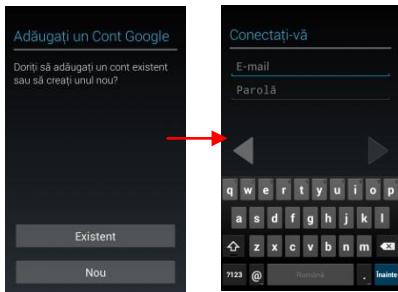 Adăugați un Cont Google
Doriți să adăugați un cont existent
sau să creați unul nou?
Existent
Nou
Conectați-vă
E-mail
Parolă
q w e r t y u i o p
a s d f g h j k l
z x c v b n m
?123 @ Română . Înainte